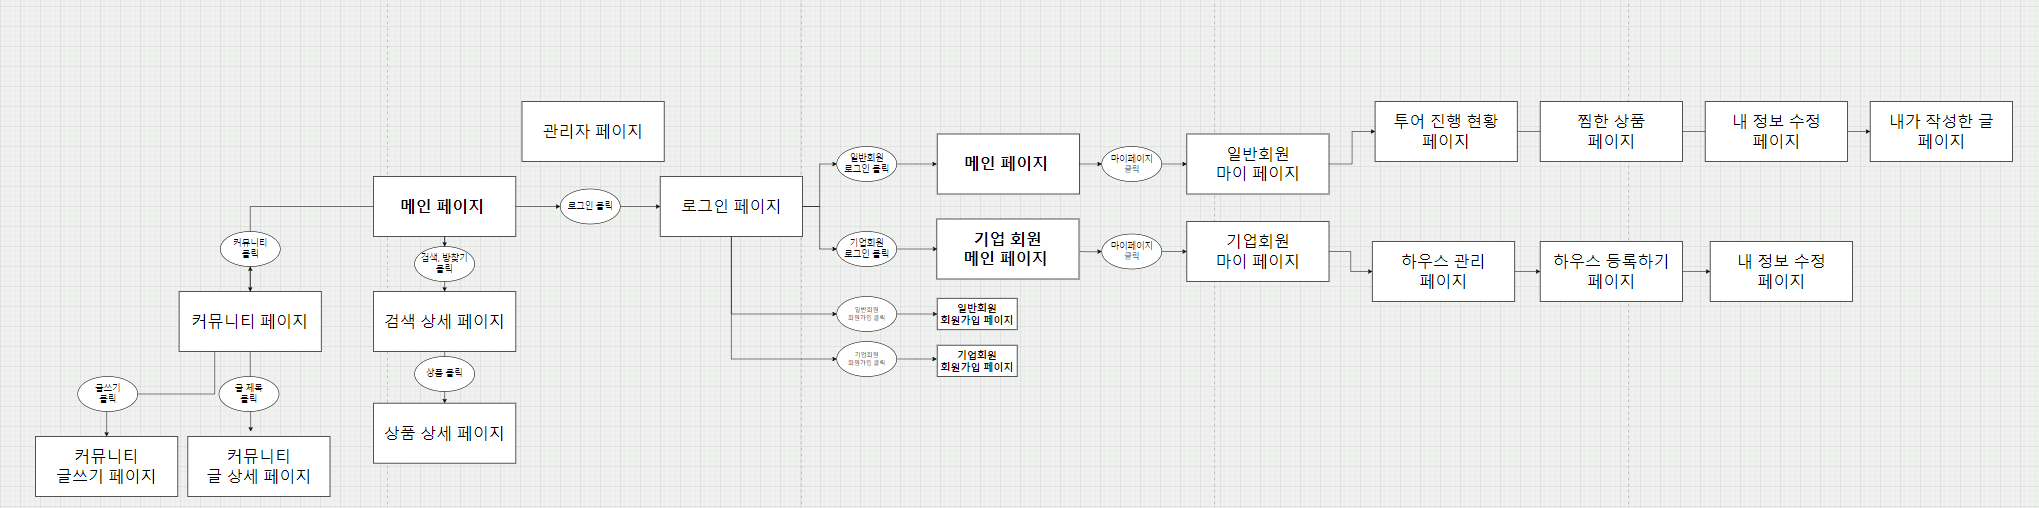 관리자 페이지
메인 페이지
로그인 클릭
로그인 페이지
커뮤니티
클릭
커뮤니티 페이지
글쓰기
클릭
글 제목
클릭
커뮤니티
글쓰기 페이지
커뮤니티
글 상세 페이지
검색, 방찾기
클릭
검색 상세 페이지
상품 클릭
상품 상세 페이지
일반회원
로그인 클릭
메인 페이지
마이페이지
클릭
일반회원
마이 페이지
투어 진행 현황
페이지
찜한 상품
페이지
내 정보 수정
페이지
내가 작성한 글
페이지
기업회원
로그인 클릭
기업 회원
메인 페이지
마이페이지
클릭
기업회원
마이 페이지
하우스 관리
페이지
하우스 등록하기
페이지
내 정보 수정
페이지
일반회원
회원가입 클릭
일반회원
회원가입 페이지
기업회원
회원가입 클릭
기업회원
회원가입 페이지